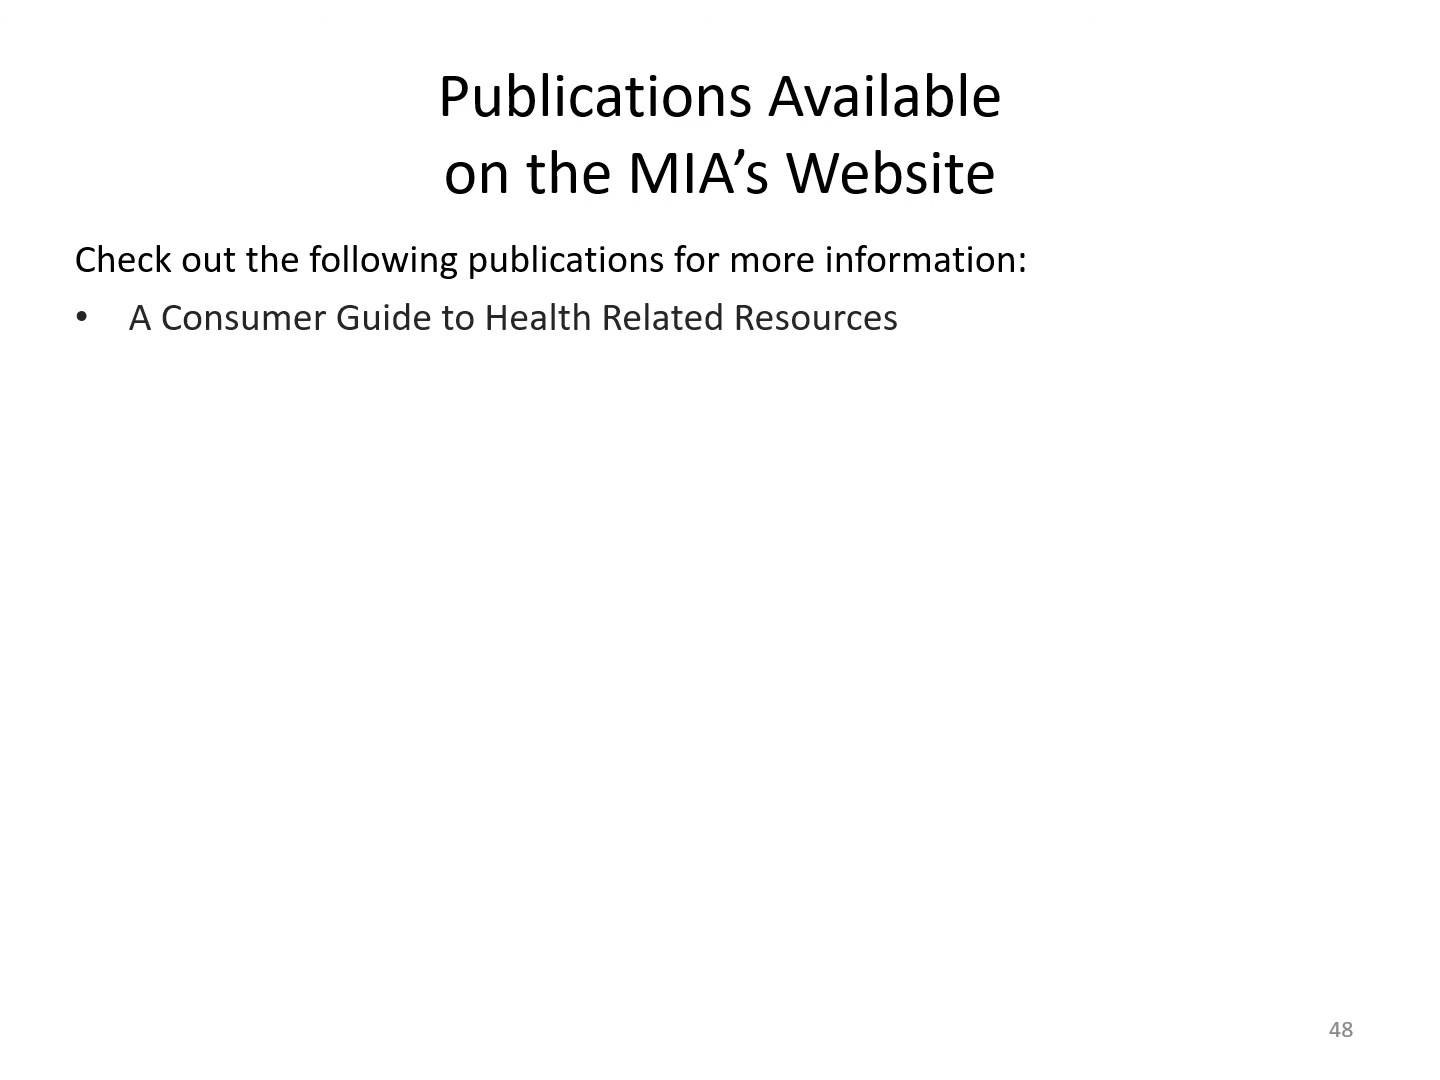 Publications Available
on the MIA’s Website
Check out the following publications for more information:
• A Consumer Guide to Health Related Resources
48